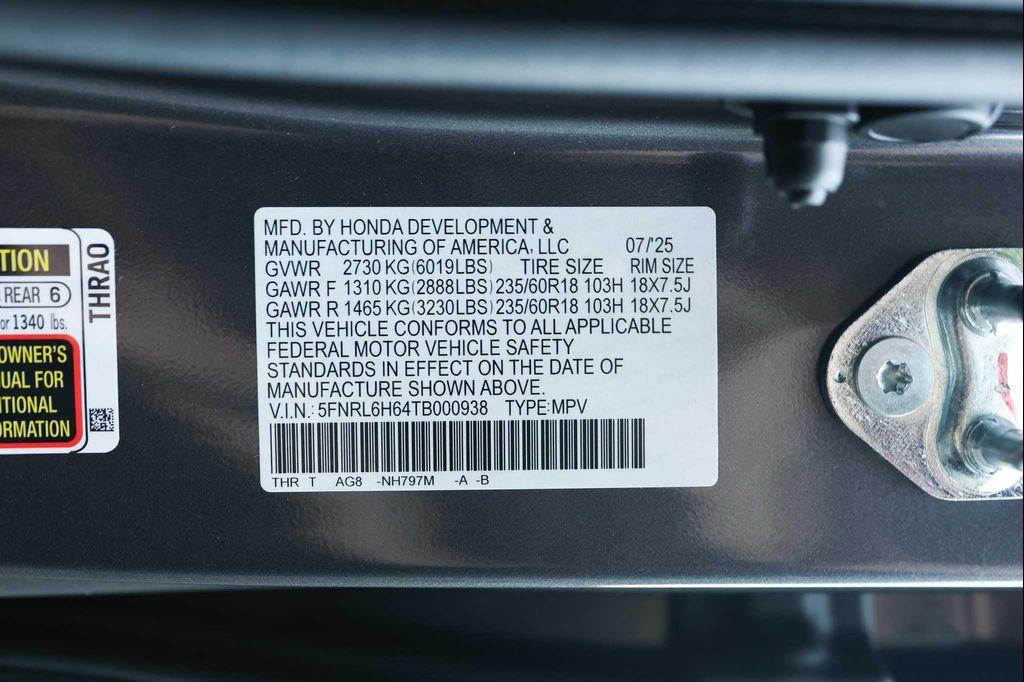 TION
REAR 6
or 1340 lbs.
OWNER'S
UAL FOR
ITIONAL
ORMATION
THRA0
MFD. BY HONDA DEVELOPMENT &
MANUFACTURING OF AMERICA, LLC 07/'25
GVWR 2730 KG(6019LBS) TIRE SIZE RIM SIZE
GAWR F 1310 KG(2888LBS) 235/60R18 103H 18X7.5J
GAWR R 1465 KG(3230LBS) 235/60R18 103H 18X7.5J
THIS VEHICLE CONFORMS TO ALL APPLICABLE
FEDERAL MOTOR VEHICLE SAFETY
STANDARDS IN EFFECT ON THE DATE OF
MANUFACTURE SHOWN ABOVE.
V.I.N.: 5FNRL6H64TB000938 TYPE:MPV
THR T AG8 -NH797M -A -B